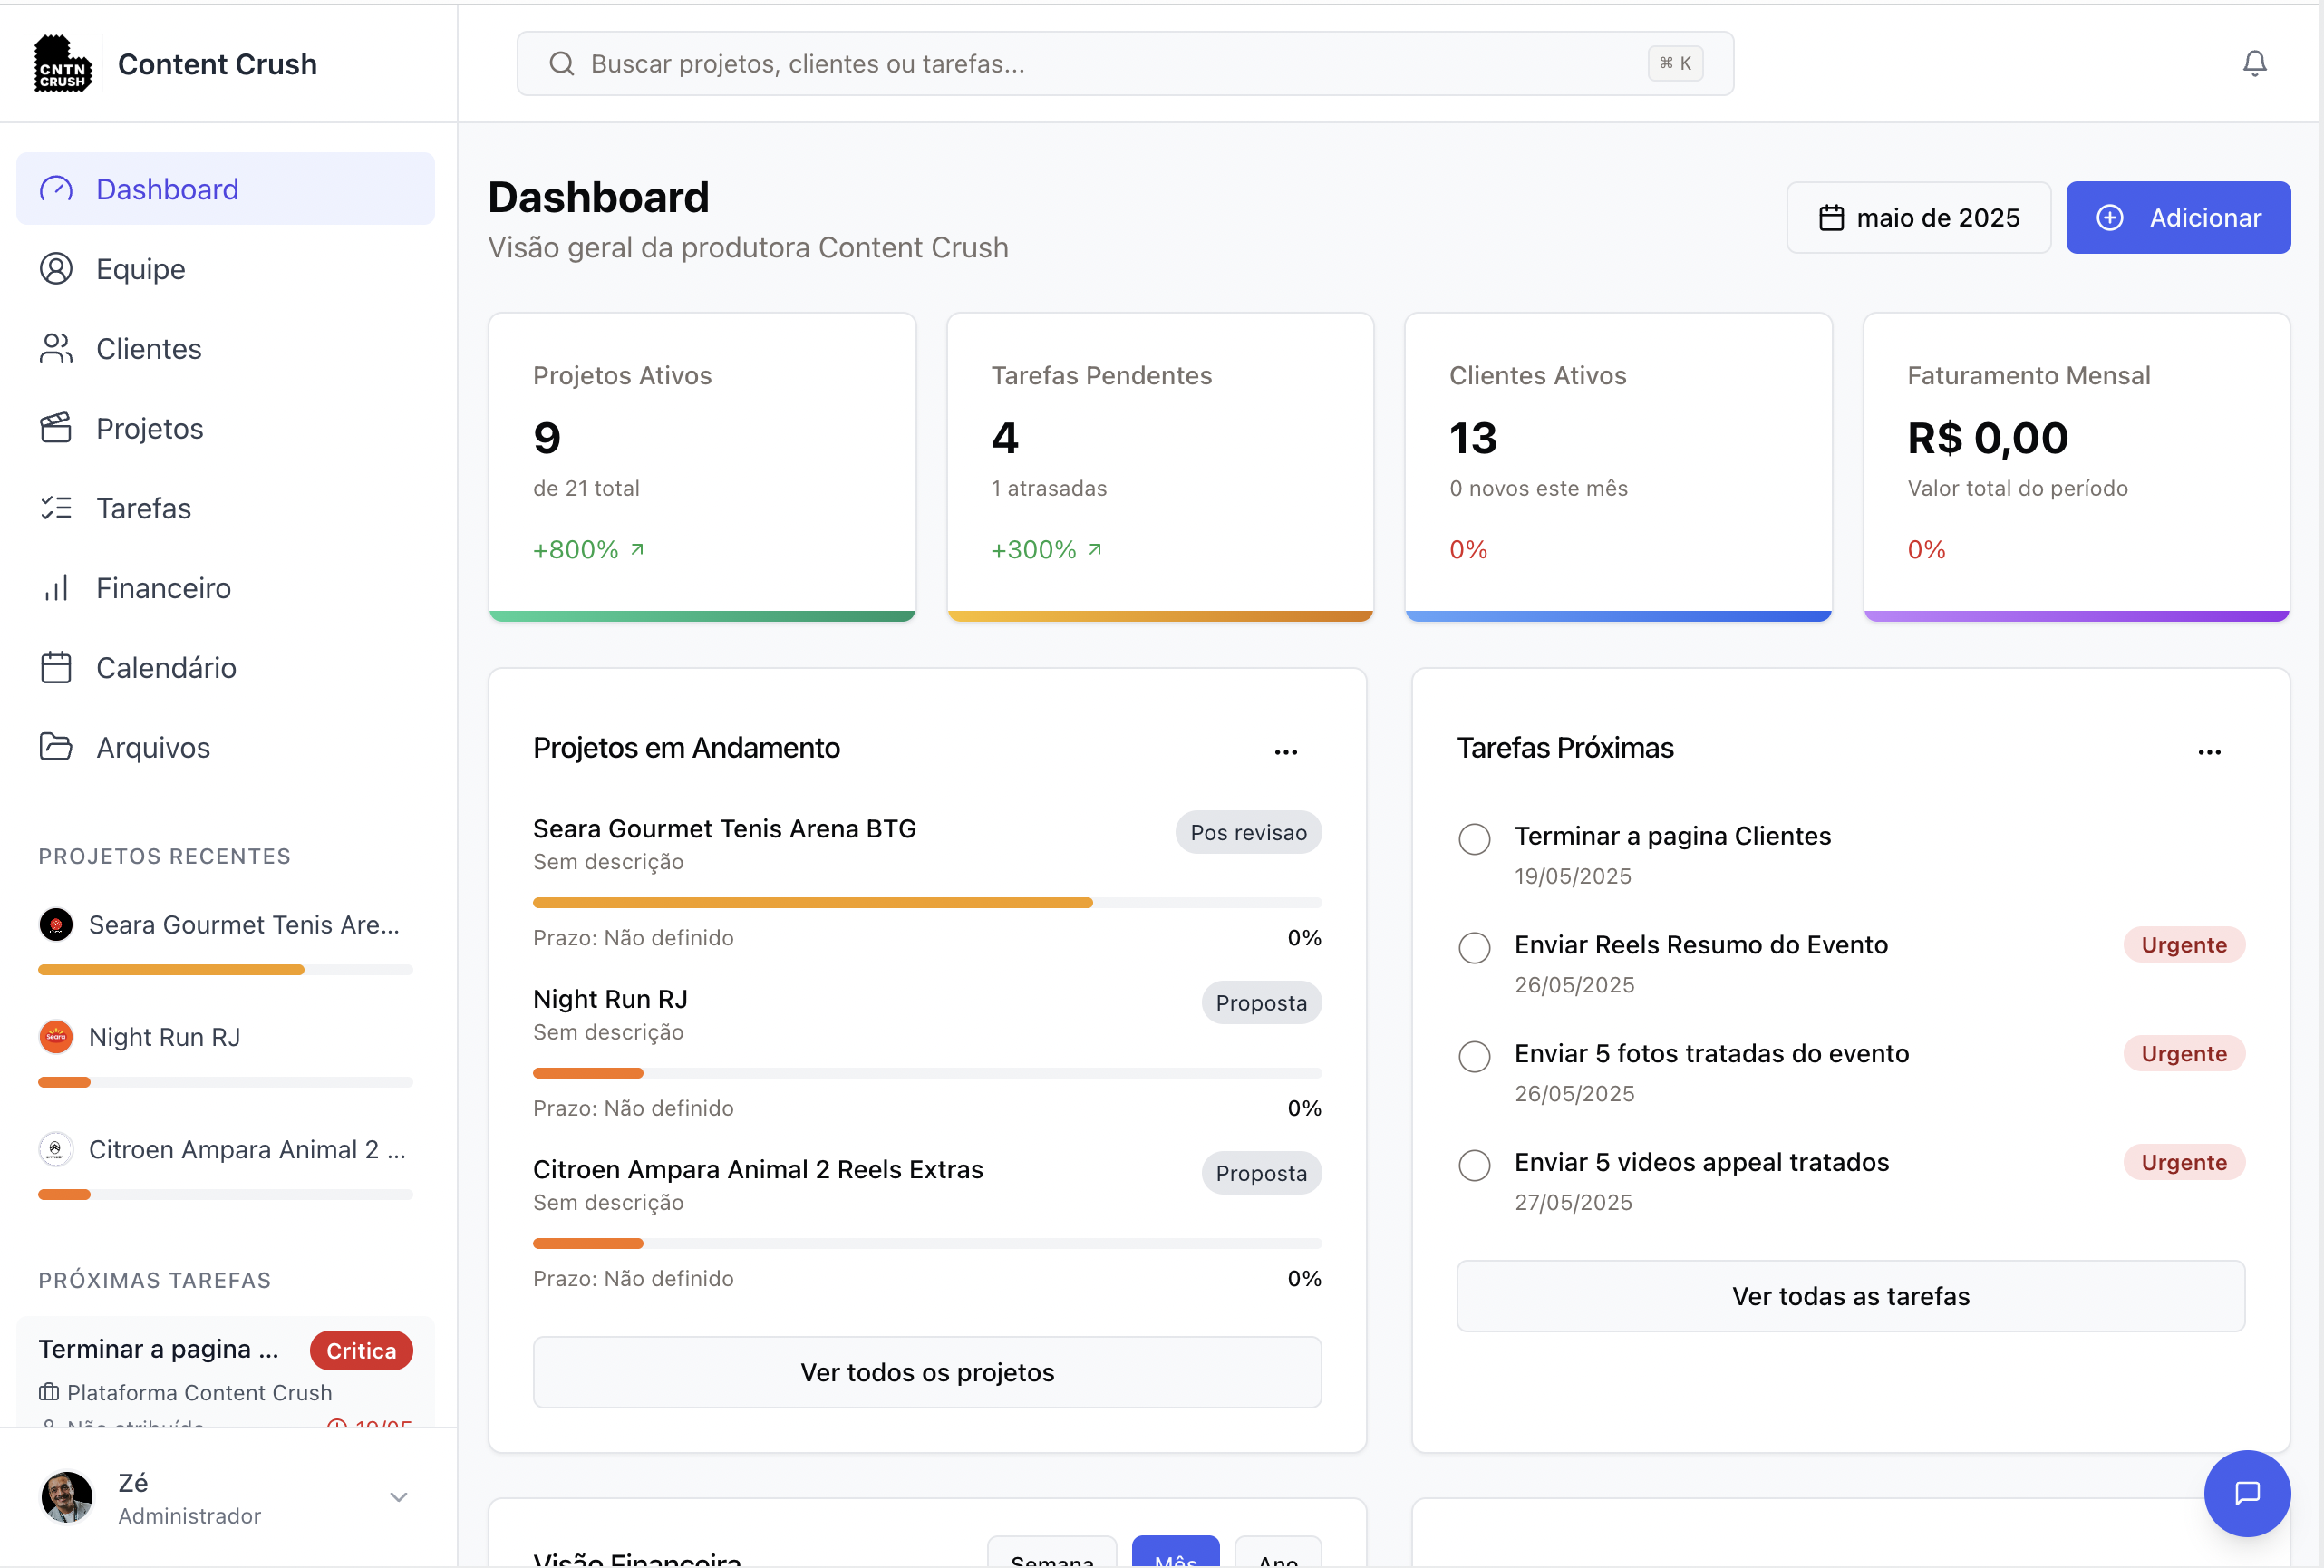 CNTN
CRUSH
Content Crush
Buscar projetos, clientes ou tarefas...
⌘ K
Dashboard
Equipe
Clientes
Projetos
Tarefas
Financeiro
Calendário
Arquivos
PROJETOS RECENTES
Seara Gourmet Tenis Are...
Night Run RJ
Citroen Ampara Animal 2 ...
PRÓXIMAS TAREFAS
Terminar a pagina ...
Critica
Plataforma Content Crush
Não atribuído
19/05
Zé
Administrador
Dashboard
Visão geral da produtora Content Crush
maio de 2025
Adicionar
Projetos Ativos
9
de 21 total
+800%
Tarefas Pendentes
4
1 atrasadas
+300%
Clientes Ativos
13
0 novos este mês
0%
Faturamento Mensal
R$ 0,00
Valor total do período
0%
Projetos em Andamento
...
Seara Gourmet Tenis Arena BTG
Pos revisao
Sem descrição
Prazo: Não definido
0%
Night Run RJ
Proposta
Sem descrição
Prazo: Não definido
0%
Citroen Ampara Animal 2 Reels Extras
Proposta
Sem descrição
Prazo: Não definido
0%
Ver todos os projetos
Tarefas Próximas
...
Terminar a pagina Clientes
19/05/2025
Enviar Reels Resumo do Evento
Urgente
26/05/2025
Enviar 5 fotos tratadas do evento
Urgente
26/05/2025
Enviar 5 videos appeal tratados
Urgente
27/05/2025
Ver todas as tarefas
Visão Financeira
Semana
Mês
Ano